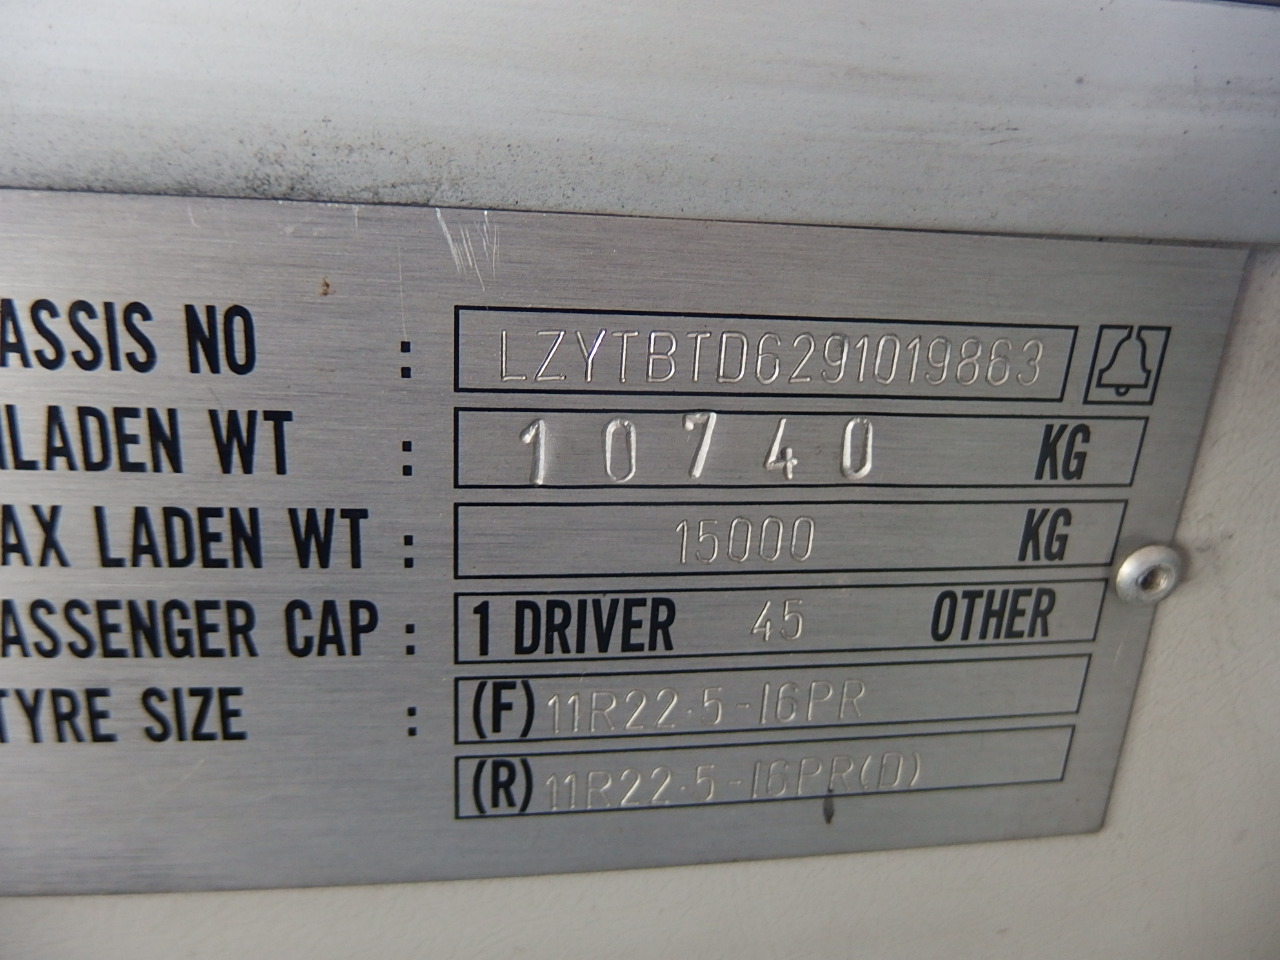 ASSIS NO : LZYTBTD6291019863
LADEN WT : 10740 KG
AX LADEN WT : 15000 KG
ASSENGER CAP : 1 DRIVER 45 OTHER
TYRE SIZE : (F) 11R22.5-16PR
(R) 11R22.5-16PR(D)